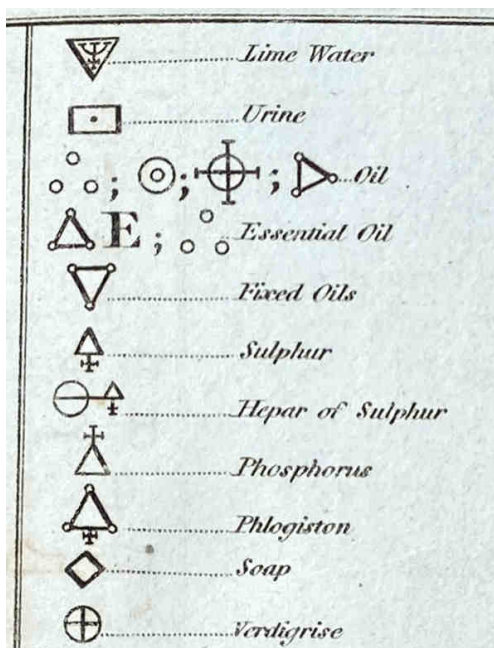 Lime Water
Urine
; ; ; Oil
E ; Essential Oil
Fixed Oils
Sulphur
Hepar of Sulphur
Phosphorus
Phlogiston
Soap
Verdigrise